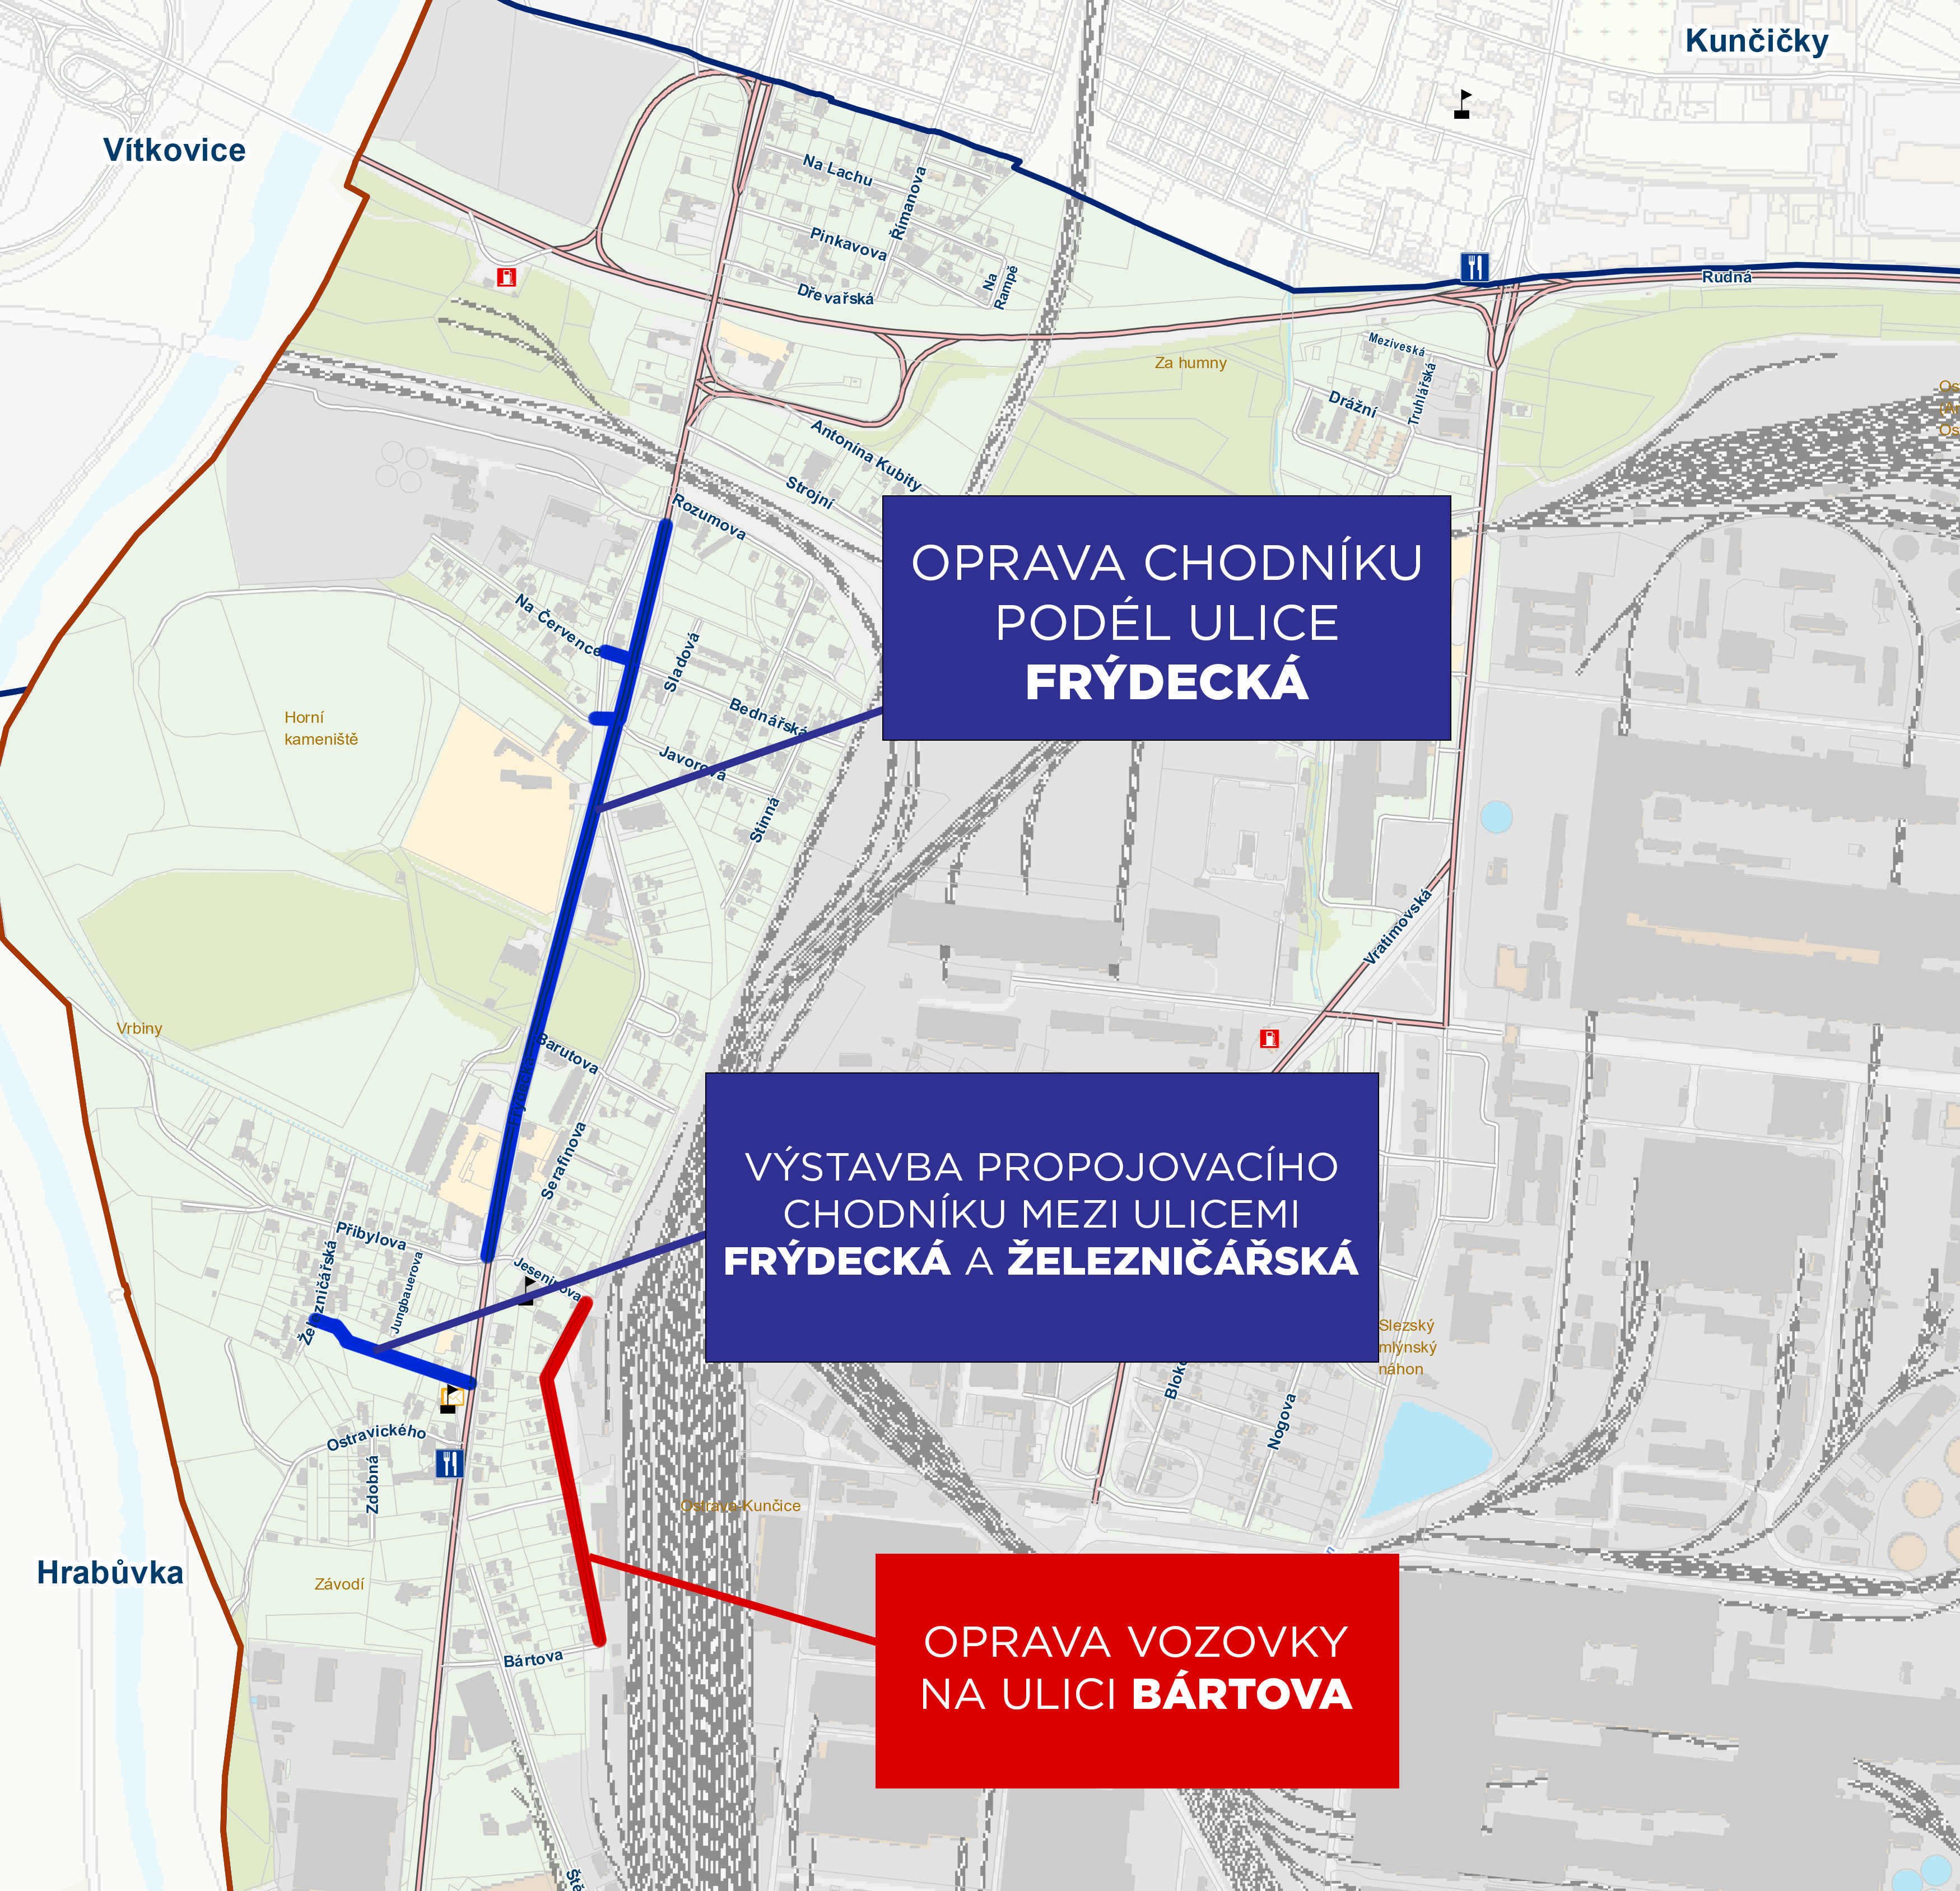 Kunčičky
Vítkovice
Na Lachu
Římanova
Pinkavova
Na
Rampě
Dřevařská
Rudná
Meziveská
Za humny
Truhlářská
Drážní
Antonína Kubity
Strojní
Rozumova
OPRAVA CHODNÍKU
PODÉL ULICE
FRÝDECKÁ
Na Července
Sladová
Bednářská
Horní
kameniště
Javorová
Stinná
Vratimovská
Vrbiny
Barutova
Serafinova
VÝSTAVBA PROPOJOVACÍHO
CHODNÍKU MEZI ULICEMI
FRÝDECKÁ A ŽELEZNIČÁŘSKÁ
Přibylova
Železničářská
Jungbauerova
Slezský
mlýnský
náhon
Nogova
Ostravického
Zdobná
Ostrava-Kunčice
Hrabůvka
Závodí
OPRAVA VOZOVKY
NA ULICI BÁRTOVA
Bártova